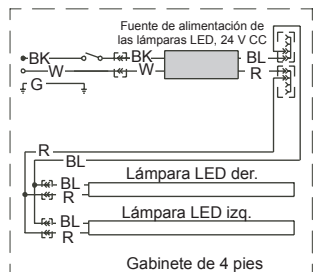 Fuente de alimentación de
las lámparas LED, 24 V CC
BK BK BL
W W R
G
R
BL
Lámpara LED der.
BL
R
Lámpara LED izq.
BL
R
Gabinete de 4 pies